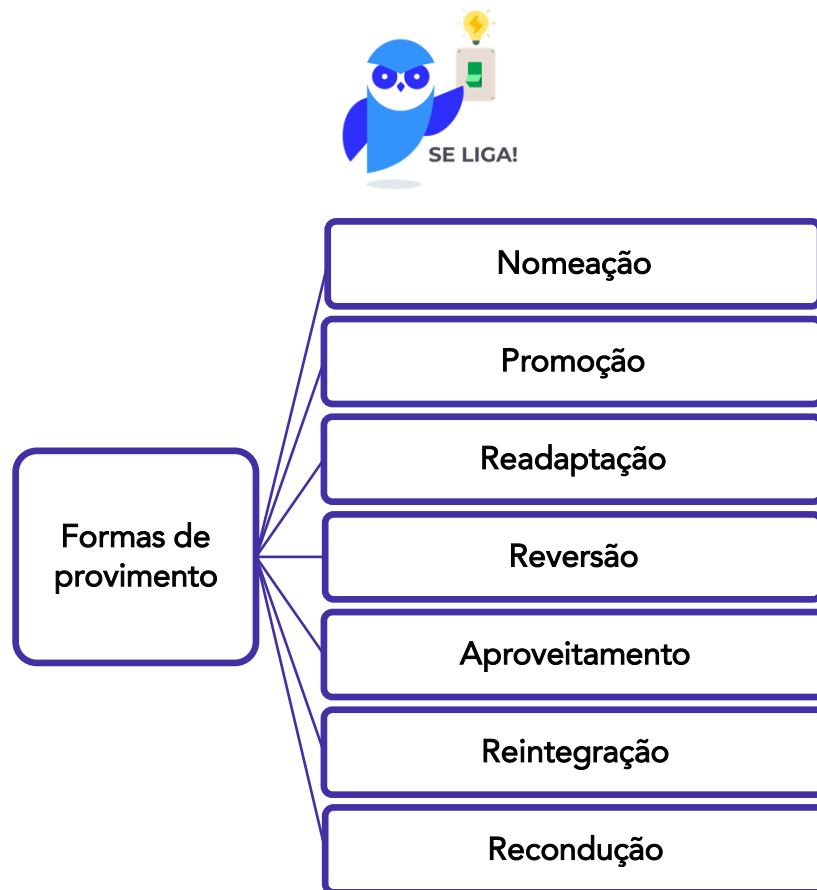 SE LIGA!
Formas de
provimento
Nomeação
Promoção
Readaptação
Reversão
Aproveitamento
Reintegração
Recondução